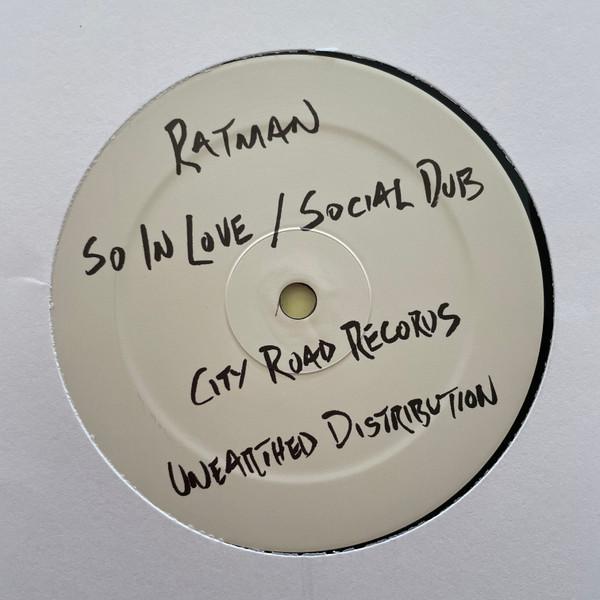 RATMAN
SO IN LOVE / SOCIAL DUB
CITY ROAD RECORDS
UNEARTHED DISTRIBUTION